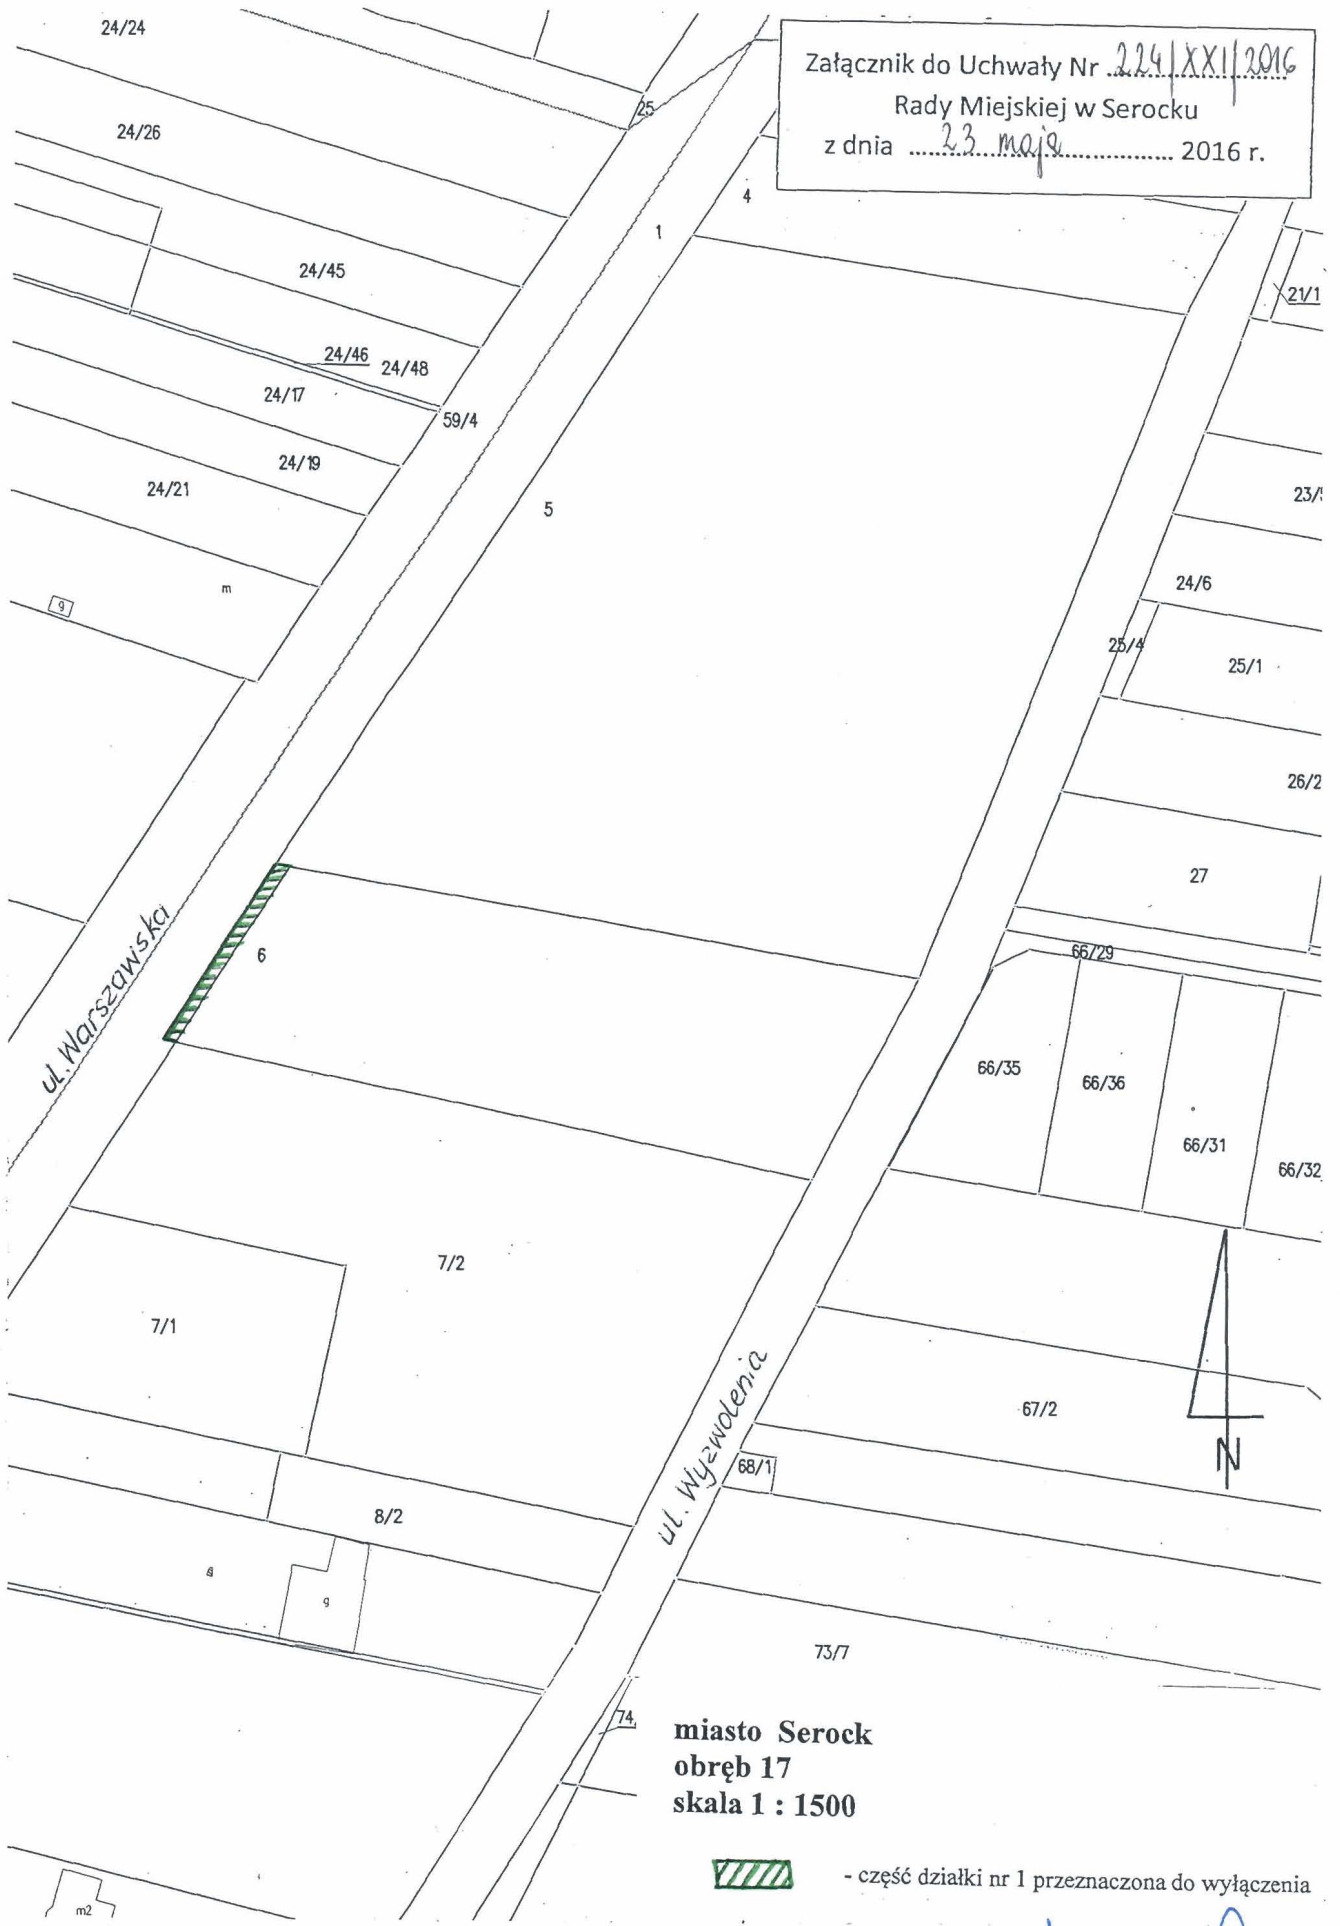 24/24
Załącznik do Uchwały Nr 224/XXI/2016
Rady Miejskiej w Serocku
z dnia 23 maja 2016 r.
25
24/26
4
1
24/45
21/1
24/46 24/48
24/17
59/4
24/19
24/21
5
23/
24/6
m
g
25/4
25/1
26/2
27
ul. Warszawska
6
66/29
66/35
66/36
66/31
66/32
7/2
7/1
67/2
N
ul. Wyzwolenia
68/1
8/2
g
73/7
74
miasto Serock
obręb 17
skala 1 : 1500
- część działki nr 1 przeznaczona do wyłączenia
m2